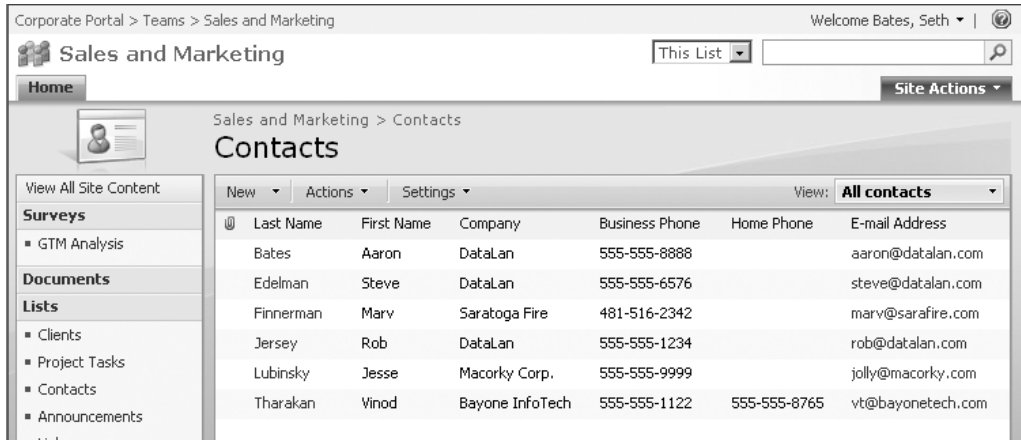 Corporate Portal > Teams > Sales and Marketing
Welcome Bates, Seth
Sales and Marketing
This List
Home
Site Actions
Sales and Marketing > Contacts
Contacts
View All Site Content
Surveys
GTM Analysis
Documents
Lists
Clients
Project Tasks
Contacts
Announcements
New Actions Settings View: All contacts
Last Name First Name Company Business Phone Home Phone E-mail Address
Bates Aaron DataLan 555-555-8888 aaron@datalan.com
Edelman Steve DataLan 555-555-6576 steve@datalan.com
Finnerman Marv Saratoga Fire 481-516-2342 marv@sarafire.com
Jersey Rob DataLan 555-555-1234 rob@datalan.com
Lubinsky Jesse Macorky Corp. 555-555-9999 jolly@macorky.com
Tharakan Vinod Bayone InfoTech 555-555-1122 555-555-8765 vt@bayonetech.com